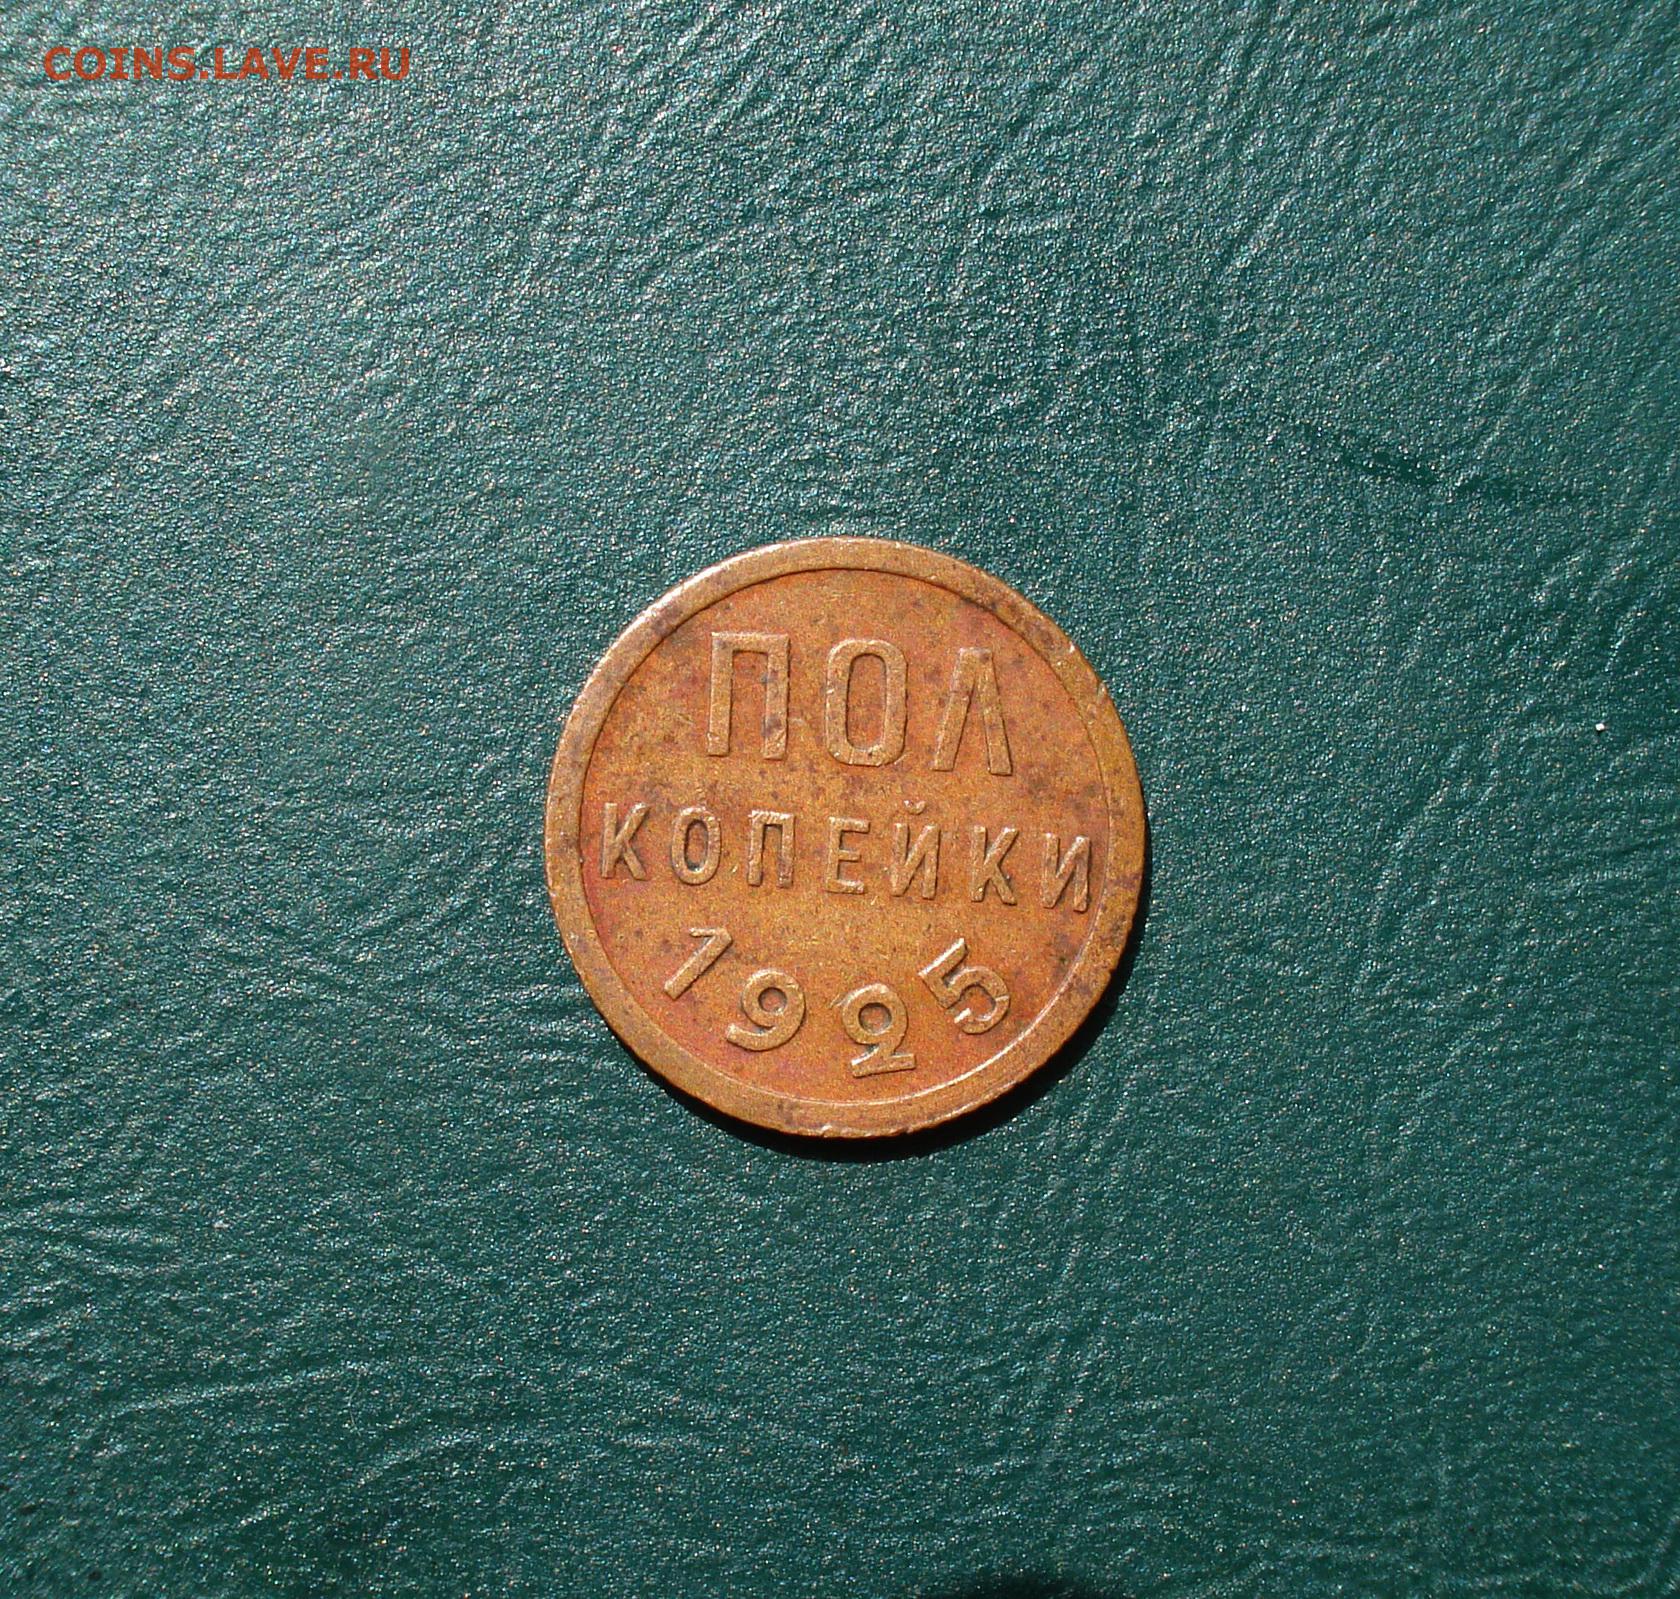 COINS.LAVE.RU
ПОЛ
КОПЕЙКИ
1925